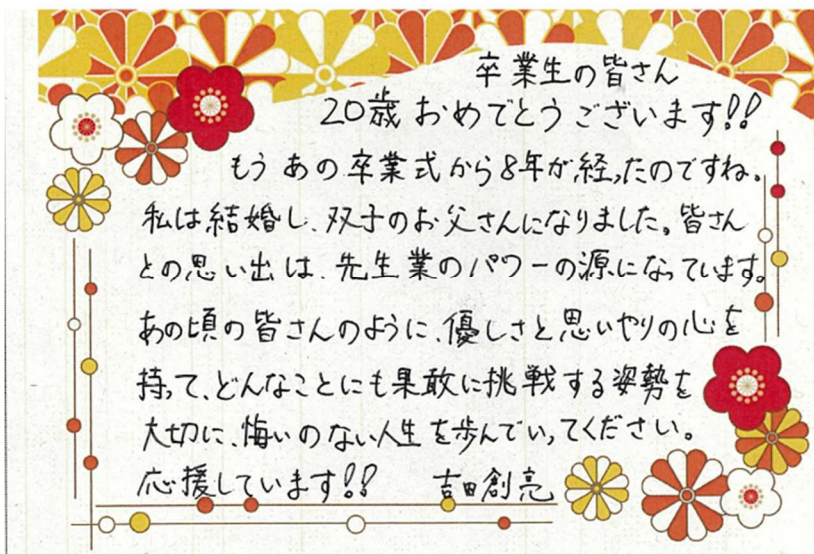 卒業生の皆さん
20歳おめでとうございます!!
もうあの卒業式から8年が経ったのですね。
私は結婚し、双子のお父さんになりました。皆さん
との思い出は、先生業のパワーの源になっています。
あの頃の皆さんのように、優しさと思いやりの心を
持って、どんなことにも果敢に挑戦する姿勢を
大切に、悔いのない人生を歩んでいってください。
応援しています!! 吉田創亮